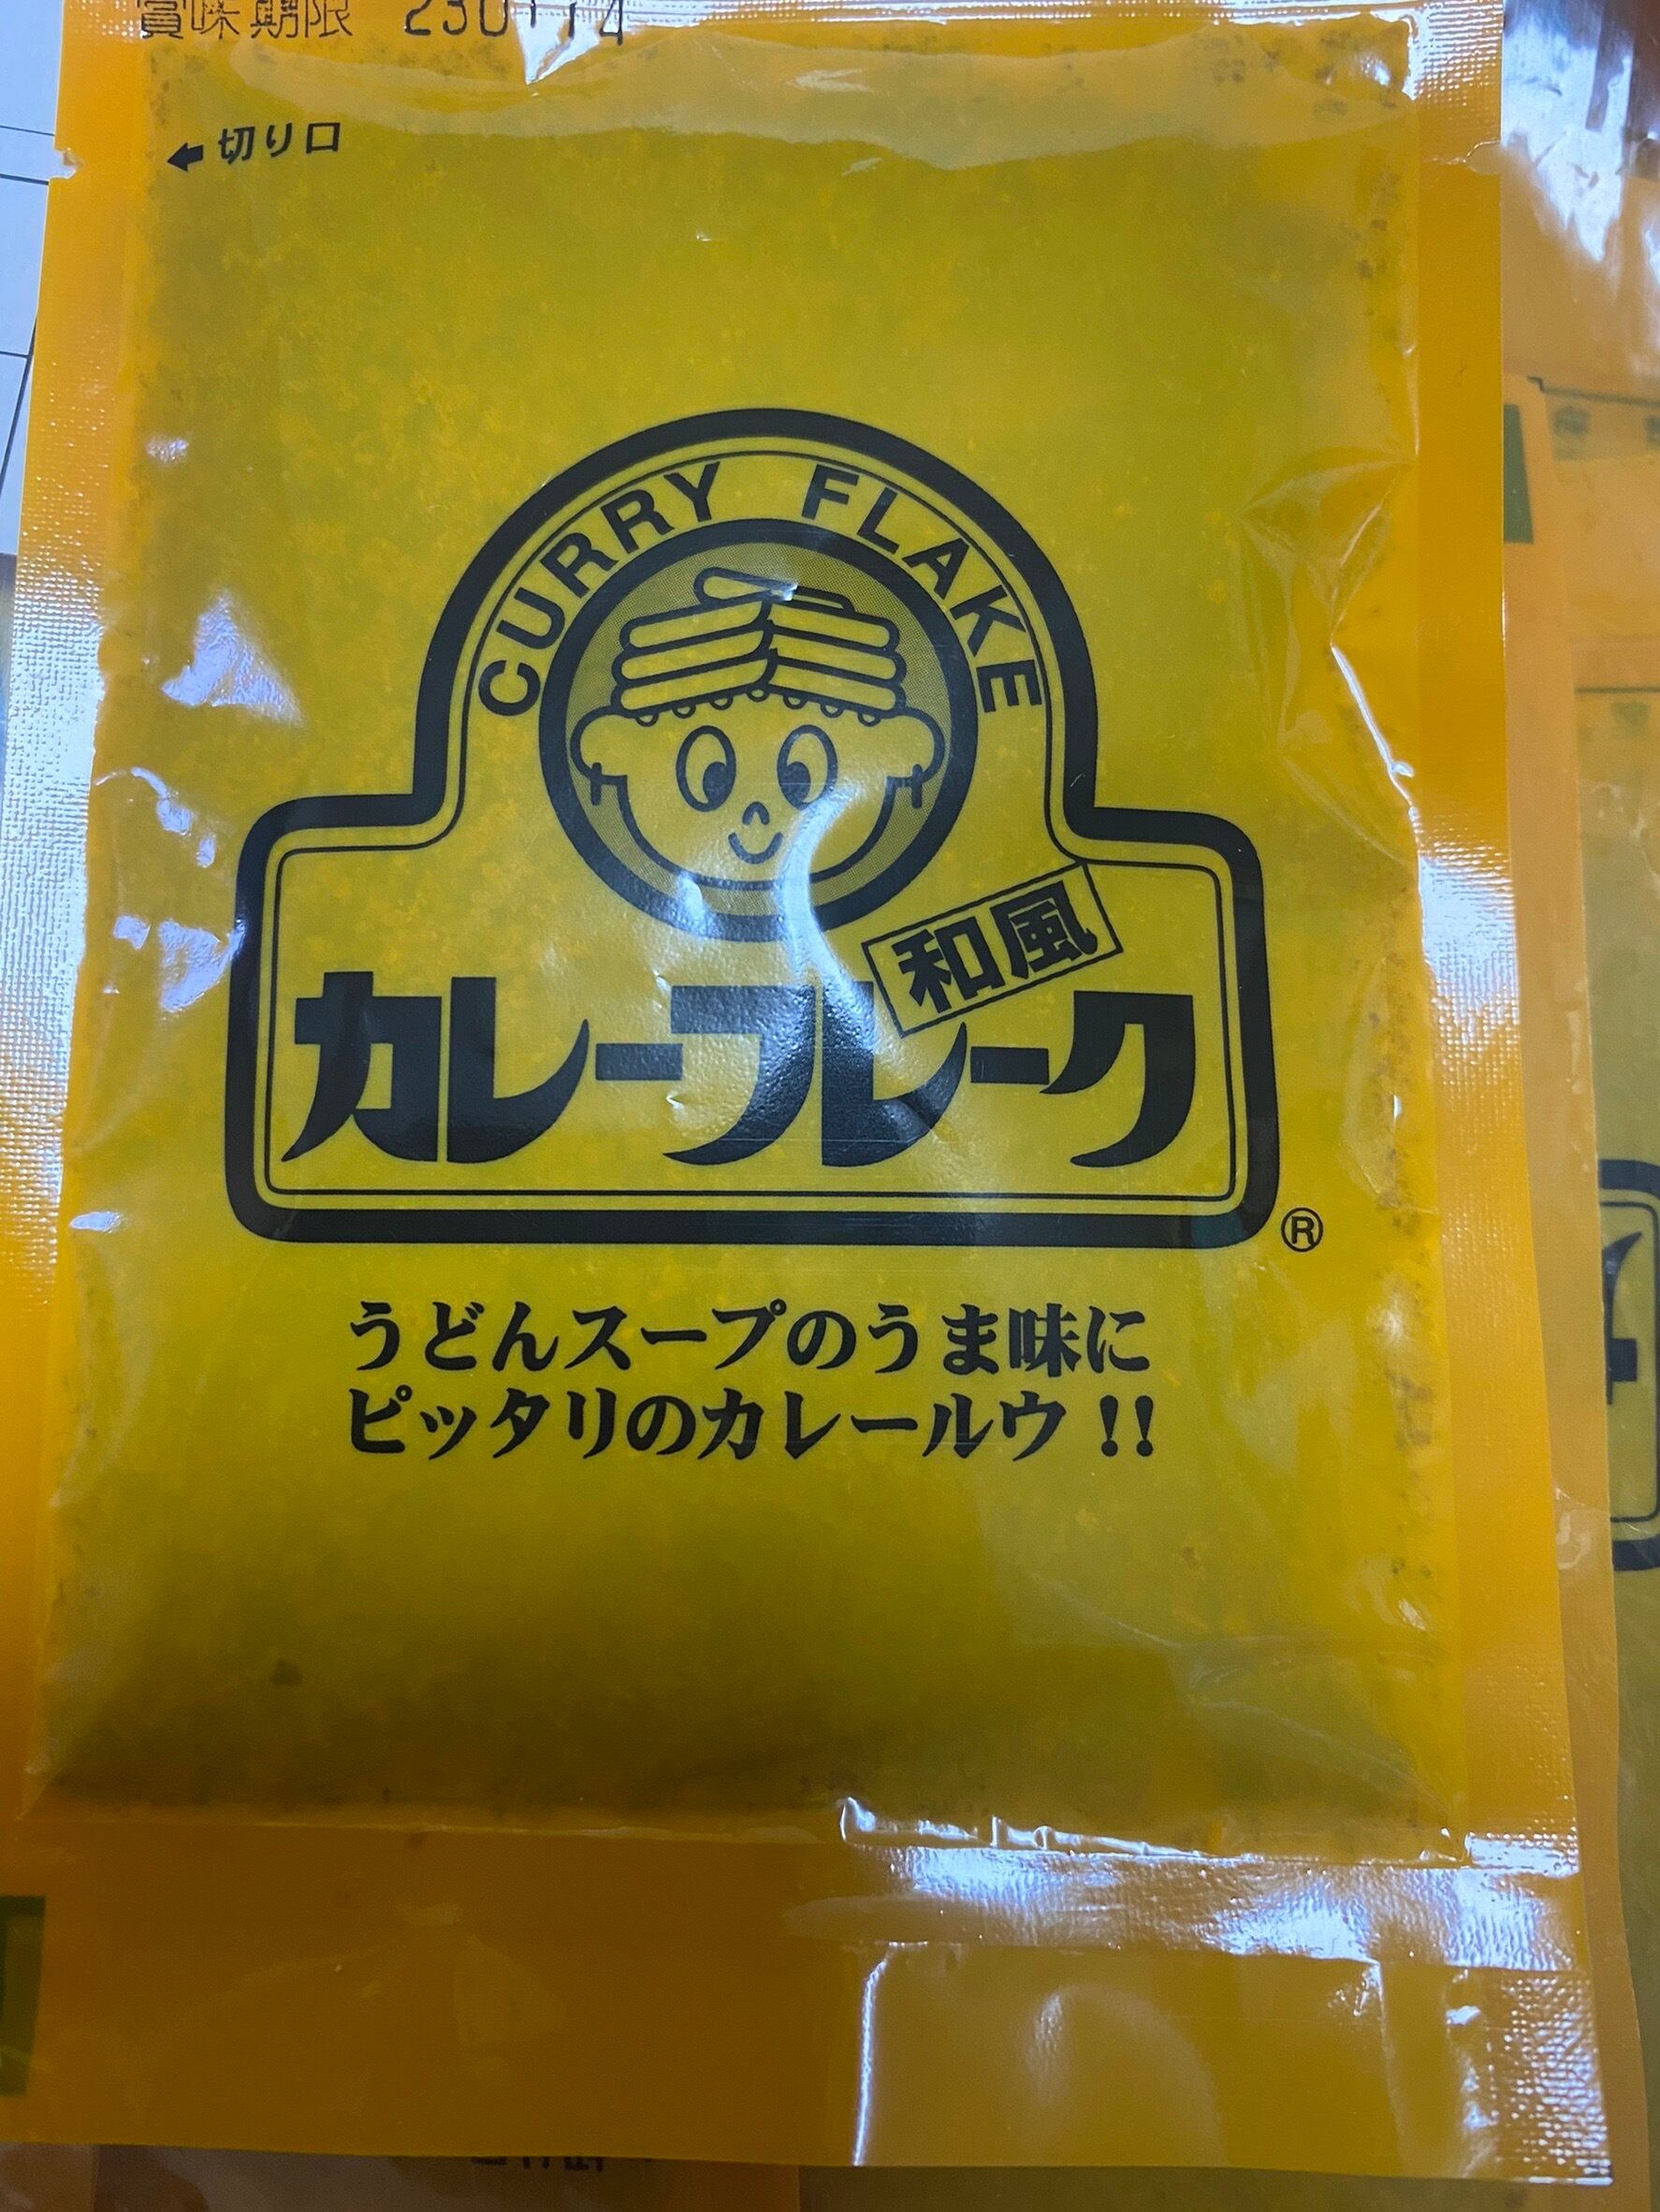 賞味期限 230114
切り口
CURRY FLAKE
和風
カレーフレーク
®
うどんスープのうま味に
ピッタリのカレールウ!!